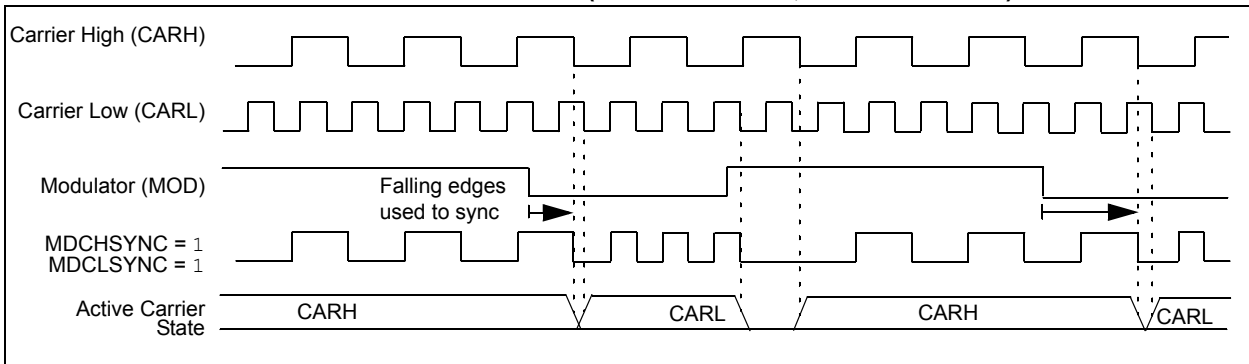 Carrier High (CARH)
Carrier Low (CARL)
Modulator (MOD)
Falling edges
used to sync
MDCHSYNC = 1
MDCLSYNC = 1
Active Carrier
State
CARH
CARL
CARH
CARL